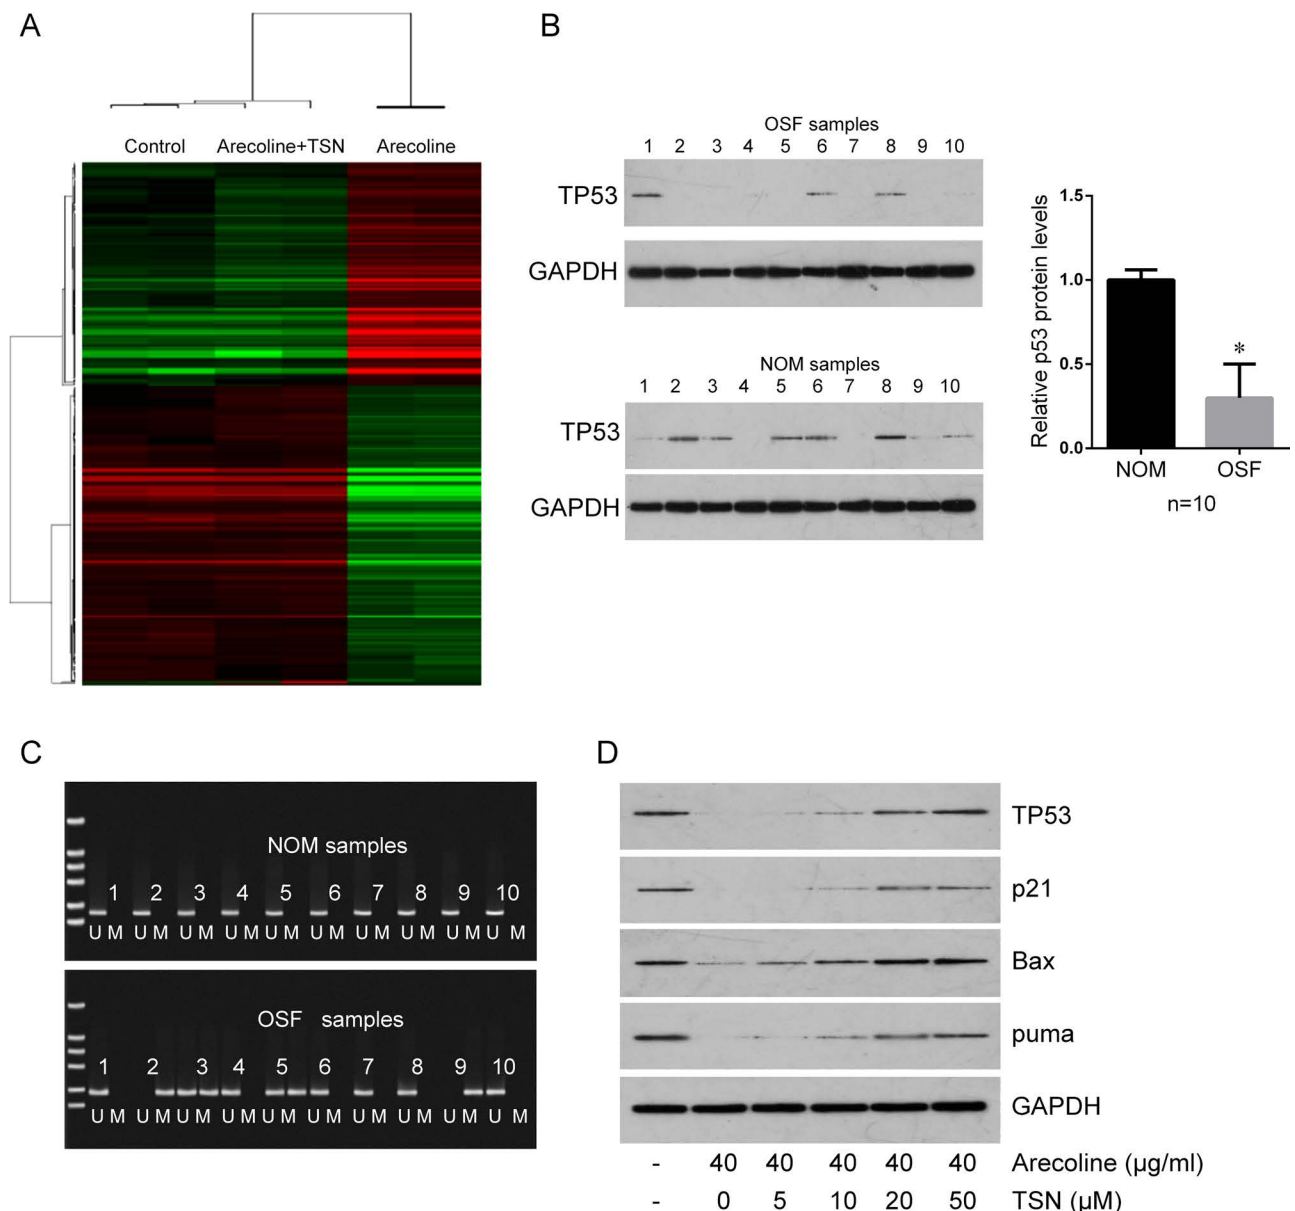 A
Control Arecoline+TSN Arecoline
B
OSF samples
1 2 3 4 5 6 7 8 9 10
TP53
GAPDH
NOM samples
1 2 3 4 5 6 7 8 9 10
TP53
GAPDH
Relative p53 protein levels
1.5
1.0
0.5
0.0
*
NOM OSF
n=10
C
NOM samples
1 2 3 4 5 6 7 8 9 10
U M U M U M U M U M U M U M U M U M U M
OSF samples
1 2 3 4 5 6 7 8 9 10
U M U M U M U M U M U M U M U M U M U M
D
TP53
p21
Bax
puma
GAPDH
- 40 40 40 40 40 Arecoline (µg/ml)
- 0 5 10 20 50 TSN (µM)